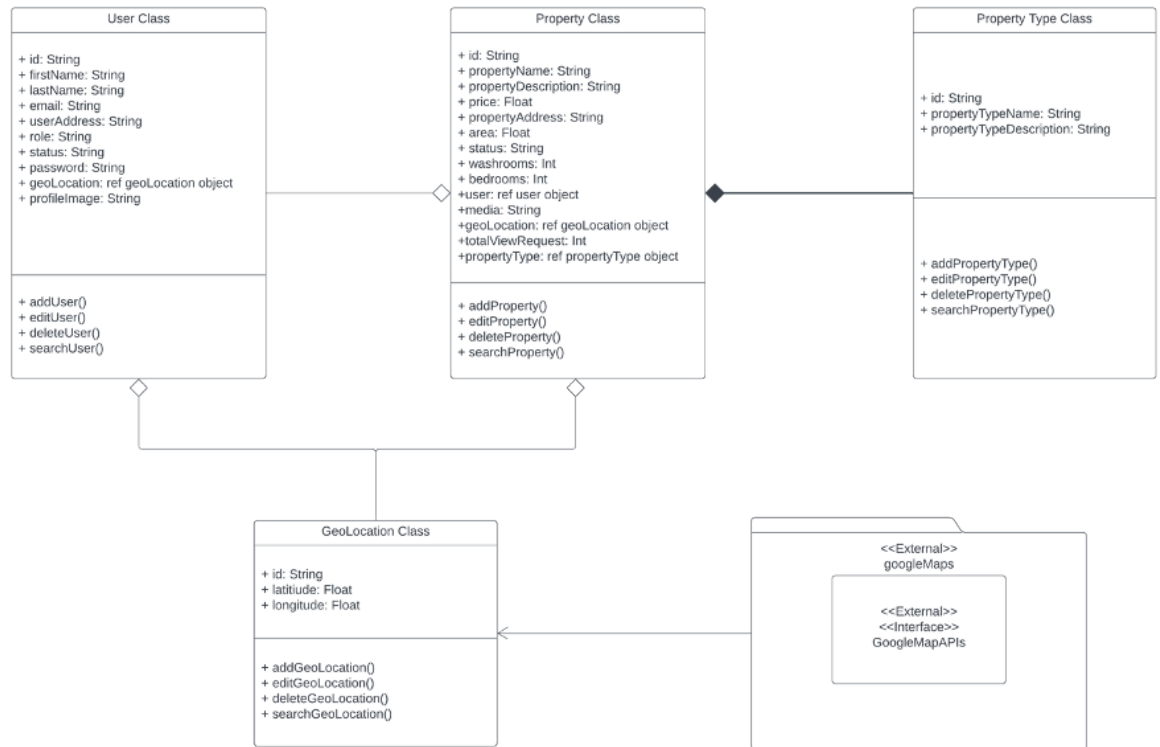 User Class
+ id: String
+ firstName: String
+ lastName: String
+ email: String
+ userAddress: String
+ role: String
+ status: String
+ password: String
+ geoLocation: ref geoLocation object
+ profileImage: String
+ addUser()
+ editUser()
+ deleteUser()
+ searchUser()
Property Class
+ id: String
+ propertyName: String
+ propertyDescription: String
+ price: Float
+ propertyAddress: String
+ area: Float
+ status: String
+ washrooms: Int
+ bedrooms: Int
+user: ref user object
+media: String
+geoLocation: ref geoLocation object
+totalViewRequest: Int
+propertyType: ref propertyType object
+ addProperty()
+ editProperty()
+ deleteProperty()
+ searchProperty()
Property Type Class
+ id: String
+ propertyTypeName: String
+ propertyTypeDescription: String
+ addPropertyType()
+ editPropertyType()
+ deletePropertyType()
+ searchPropertyType()
GeoLocation Class
+ id: String
+ latitiude: Float
+ longitude: Float
+ addGeoLocation()
+ editGeoLocation()
+ deleteGeoLocation()
+ searchGeoLocation()
<<External>>
googleMaps
<<External>>
<<Interface>>
GoogleMapAPIs